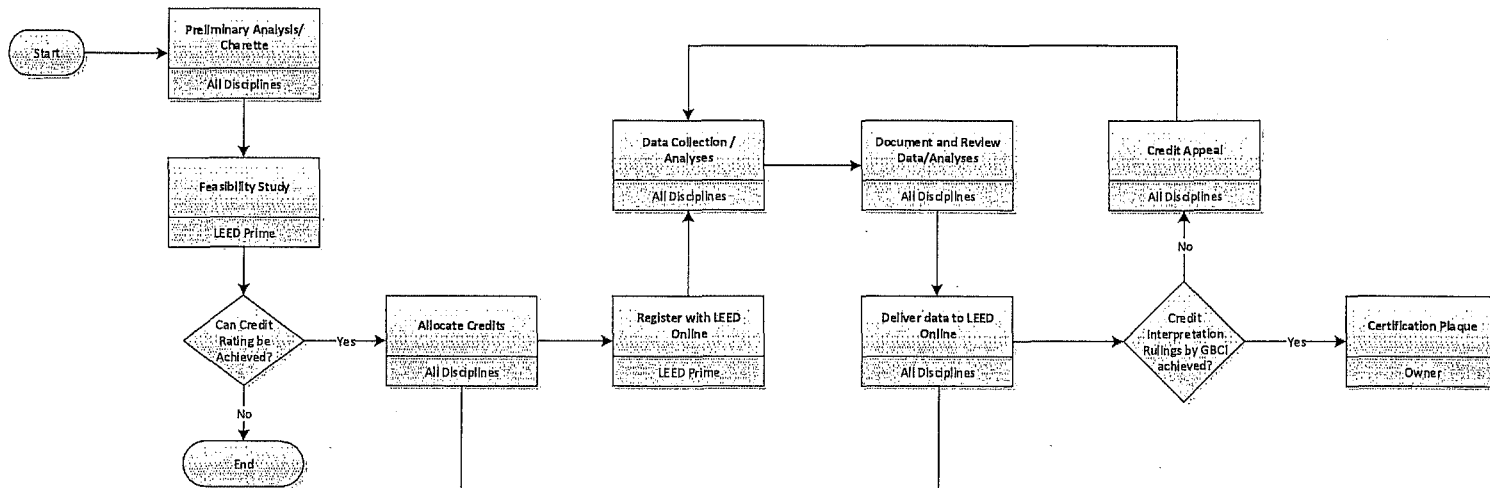 Start
Preliminary Analysis/
Charette
All Disciplines
Feasibility Study
LEED Prime
Can Credit
Rating be
Achieved?
Yes
No
End
Allocate Credits
All Disciplines
Register with LEED
Online
LEED Prime
Data Collection /
Analyses
All Disciplines
Document and Review
Data/Analyses
All Disciplines
Deliver data to LEED
Online
All Disciplines
Credit
Interpretation
Rulings by GBCI
achieved?
No
Credit Appeal
All Disciplines
Yes
Certification Plaque
Owner